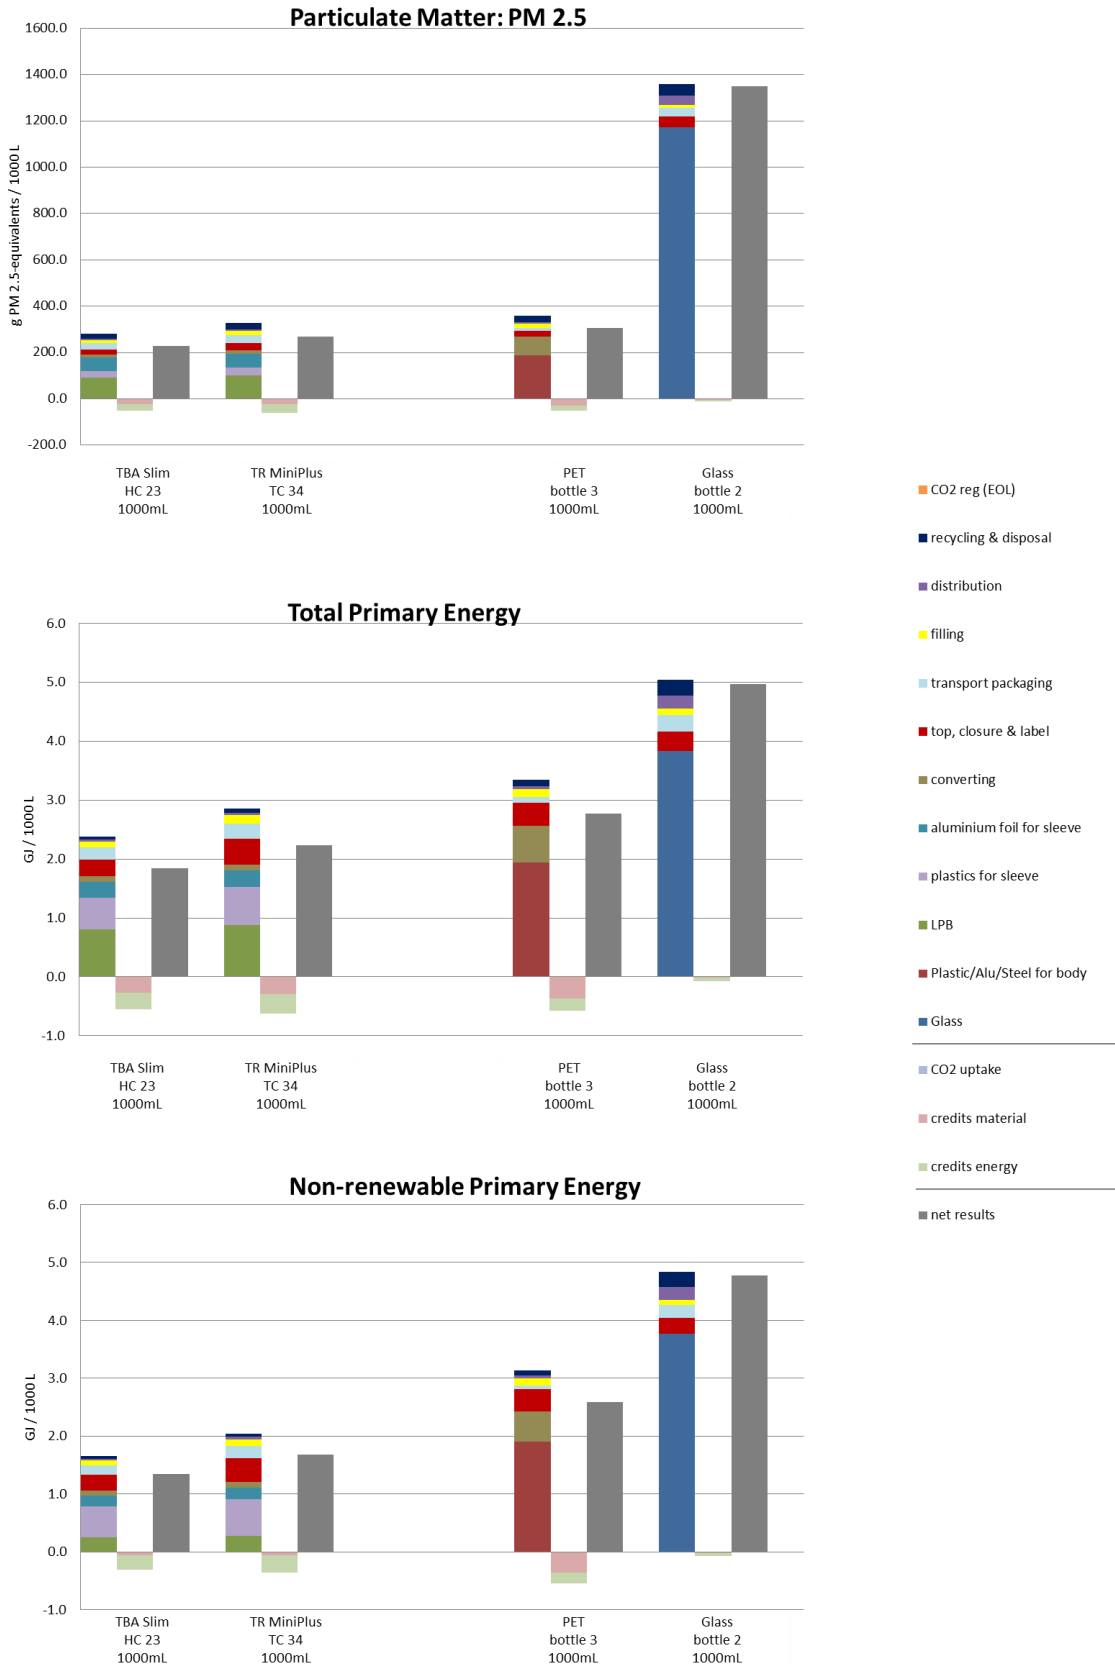 Particulate Matter: PM 2.5
1600.0
1400.0
1200.0
1000.0
800.0
600.0
400.0
200.0
0.0
-200.0
g PM 2.5-equivalents / 1000 L
TBA Slim
HC 23
1000mL
TR MiniPlus
TC 34
1000mL
PET
bottle 3
1000mL
Glass
bottle 2
1000mL
Total Primary Energy
6.0
5.0
4.0
3.0
2.0
1.0
0.0
-1.0
GJ / 1000 L
TBA Slim
HC 23
1000mL
TR MiniPlus
TC 34
1000mL
PET
bottle 3
1000mL
Glass
bottle 2
1000mL
Non-renewable Primary Energy
6.0
5.0
4.0
3.0
2.0
1.0
0.0
-1.0
GJ / 1000 L
TBA Slim
HC 23
1000mL
TR MiniPlus
TC 34
1000mL
PET
bottle 3
1000mL
Glass
bottle 2
1000mL
CO2 reg (EOL)
recycling & disposal
distribution
filling
transport packaging
top, closure & label
converting
aluminium foil for sleeve
plastics for sleeve
LPB
Plastic/Alu/Steel for body
Glass
CO2 uptake
credits material
credits energy
net results